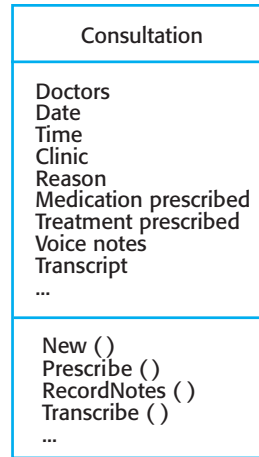 Consultation
Doctors
Date
Time
Clinic
Reason
Medication prescribed
Treatment prescribed
Voice notes
Transcript
...
New ( )
Prescribe ( )
RecordNotes ( )
Transcribe ( )
...